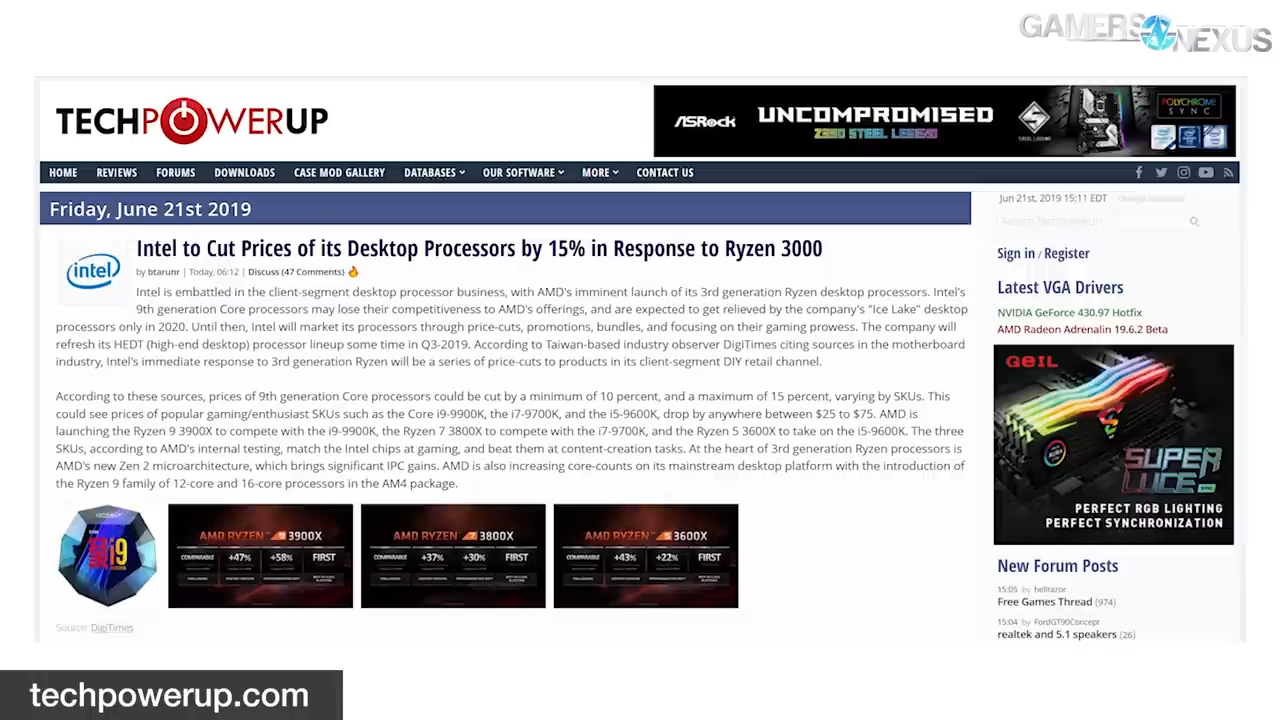 GAMERS NEXUS
TECHPOWERUP
ASRock
UNCOMPROMISED
Z390 STEEL LEGEND
POLYCHROME
SYNC
HOME REVIEWS FORUMS DOWNLOADS CASE MOD GALLERY DATABASES OUR SOFTWARE MORE CONTACT US
Friday, June 21st 2019
Jun 21st, 2019 15:11 EDT
Search TechPowerUp
Intel to Cut Prices of its Desktop Processors by 15% in Response to Ryzen 3000
intel
by btarunr | Today, 06:12 | Discuss (47 Comments)
Intel is embattled in the client-segment desktop processor business, with AMD's imminent launch of its 3rd generation Ryzen desktop processors. Intel's
9th generation Core processors may lose their competitiveness to AMD's offerings, and are expected to get relieved by the company's "Ice Lake" desktop
processors only in 2020. Until then, Intel will market its processors through price-cuts, promotions, bundles, and focusing on their gaming prowess. The company will
refresh its HEDT (high-end desktop) processor lineup some time in Q3-2019. According to Taiwan-based industry observer DigiTimes citing sources in the motherboard
industry, Intel's immediate response to 3rd generation Ryzen will be a series of price-cuts to products in its client-segment DIY retail channel.
According to these sources, prices of 9th generation Core processors could be cut by a minimum of 10 percent, and a maximum of 15 percent, varying by SKUs. This
could see prices of popular gaming/enthusiast SKUs such as the Core i9-9900K, the i7-9700K, and the i5-9600K, drop by anywhere between $25 to $75. AMD is
launching the Ryzen 9 3900X to compete with the i9-9900K, the Ryzen 7 3800X to compete with the i7-9700K, and the Ryzen 5 3600X to take on the i5-9600K. The three
SKUs, according to AMD's internal testing, match the Intel chips at gaming, and beat them at content-creation tasks. At the heart of 3rd generation Ryzen processors is
AMD's new Zen 2 microarchitecture, which brings significant IPC gains. AMD is also increasing core-counts on its mainstream desktop platform with the introduction of
the Ryzen 9 family of 12-core and 16-core processors in the AM4 package.
i9
AMD RYZEN 9 3900X
COMPARABLE +47% +58% FIRST
AMD RYZEN 7 3800X
COMPARABLE +37% +30% FIRST
AMD RYZEN 5 3600X
COMPARABLE +43% +22% FIRST
Source: DigiTimes
Sign in / Register
Latest VGA Drivers
NVIDIA GeForce 430.97 Hotfix
AMD Radeon Adrenalin 19.6.2 Beta
GEIL
SUPER
LUCE
PERFECT RGB LIGHTING
PERFECT SYNCHRONIZATION
New Forum Posts
15:05 by hellrazor
Free Games Thread (974)
15:04 by FordGT90Concept
realtek and 5.1 speakers (26)
techpowerup.com